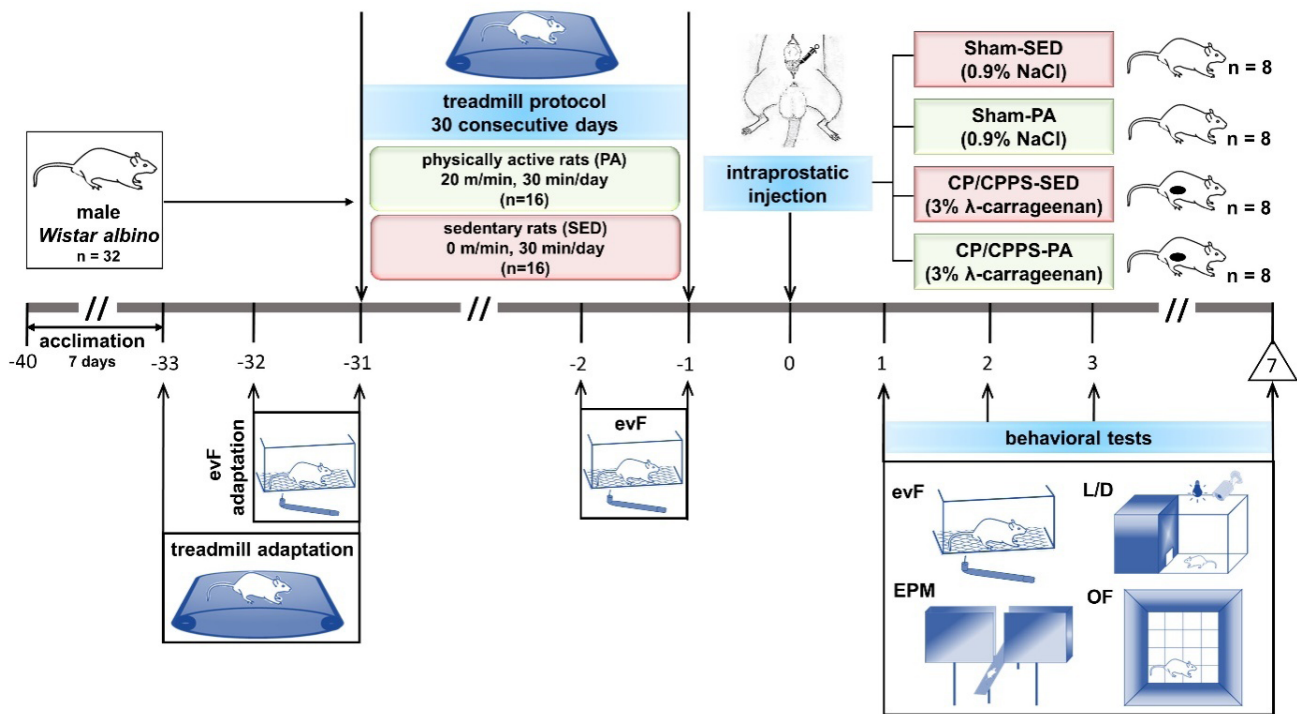 male
Wistar albino
n = 32
treadmill protocol
30 consecutive days
physically active rats (PA)
20 m/min, 30 min/day
(n=16)
sedentary rats (SED)
0 m/min, 30 min/day
(n=16)
intraprostatic
injection
Sham-SED
(0.9% NaCl)
n = 8
Sham-PA
(0.9% NaCl)
n = 8
CP/CPPS-SED
(3% λ-carrageenan)
n = 8
CP/CPPS-PA
(3% λ-carrageenan)
n = 8
//
//
//
acclimation
7 days
-40
-33
-32
-31
-2
-1
0
1
2
3
7
evF
adaptation
treadmill adaptation
evF
behavioral tests
evF
L/D
EPM
OF